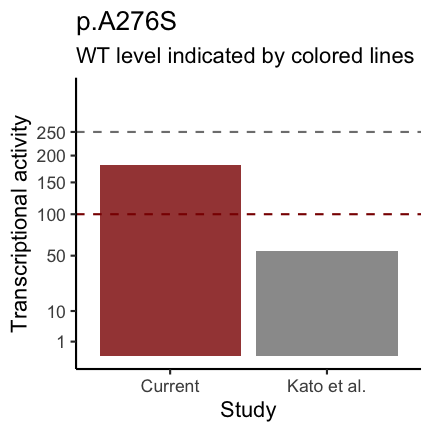 p.A276S
WT level indicated by colored lines
Transcriptional activity
250
200
150
100
50
10
1
Current
Kato et al.
Study